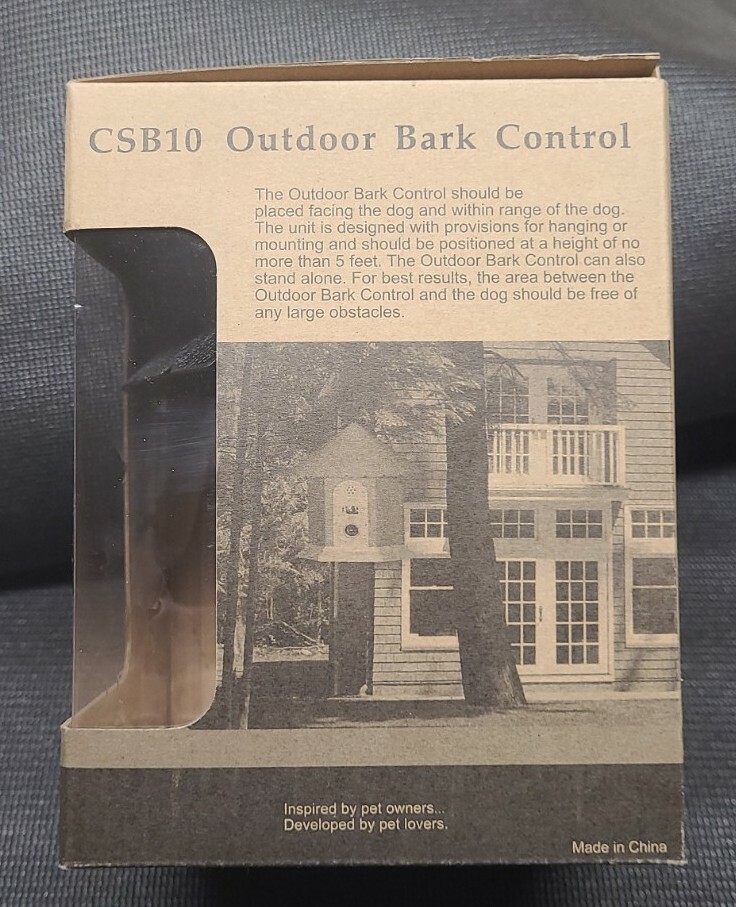 CSB10 Outdoor Bark Control
The Outdoor Bark Control should be
placed facing the dog and within range of the dog.
The unit is designed with provisions for hanging or
mounting and should be positioned at a height of no
more than 5 feet. The Outdoor Bark Control can also
stand alone. For best results, the area between the
Outdoor Bark Control and the dog should be free of
any large obstacles.
Inspired by pet owners...
Developed by pet lovers.
Made in China